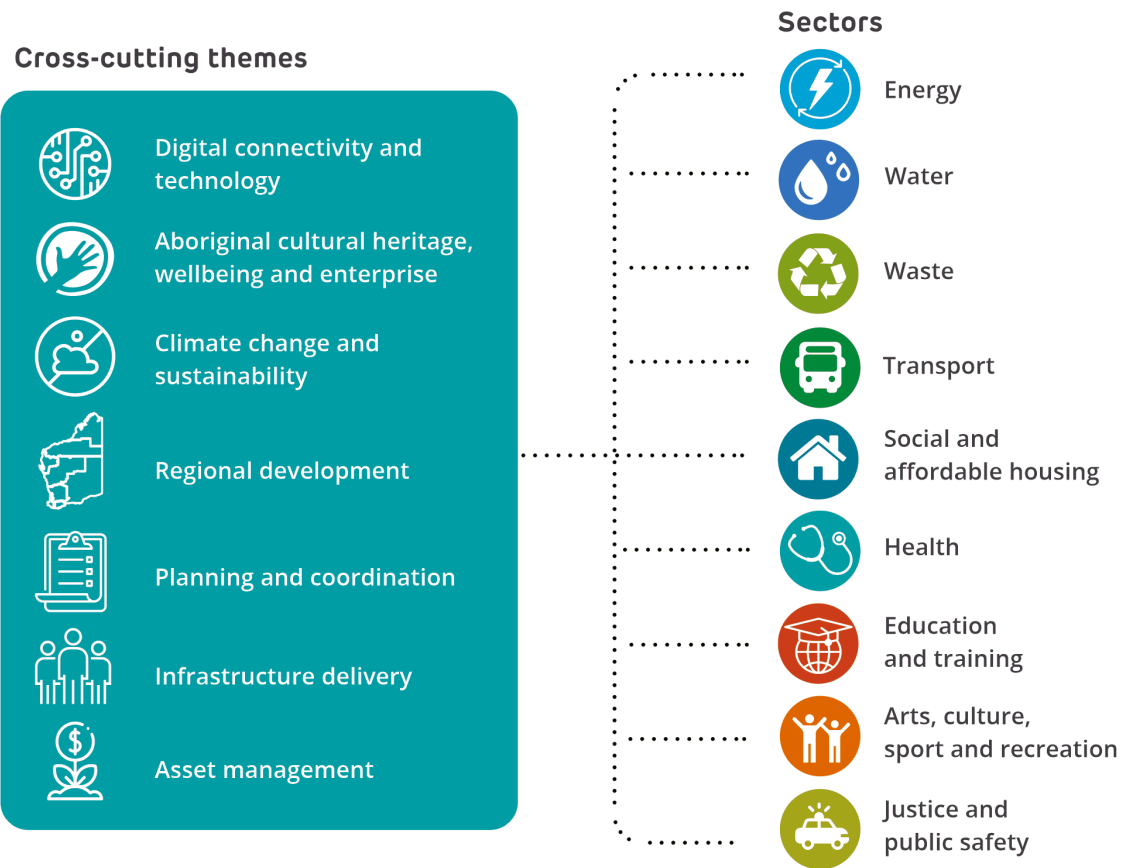 Cross-cutting themes
Digital connectivity and
technology
Aboriginal cultural heritage,
wellbeing and enterprise
Climate change and
sustainability
Regional development
Planning and coordination
Infrastructure delivery
$
Asset management
Sectors
Energy
Water
Waste
Transport
Social and
affordable housing
Health
Education
and training
Arts, culture,
sport and recreation
Justice and
public safety